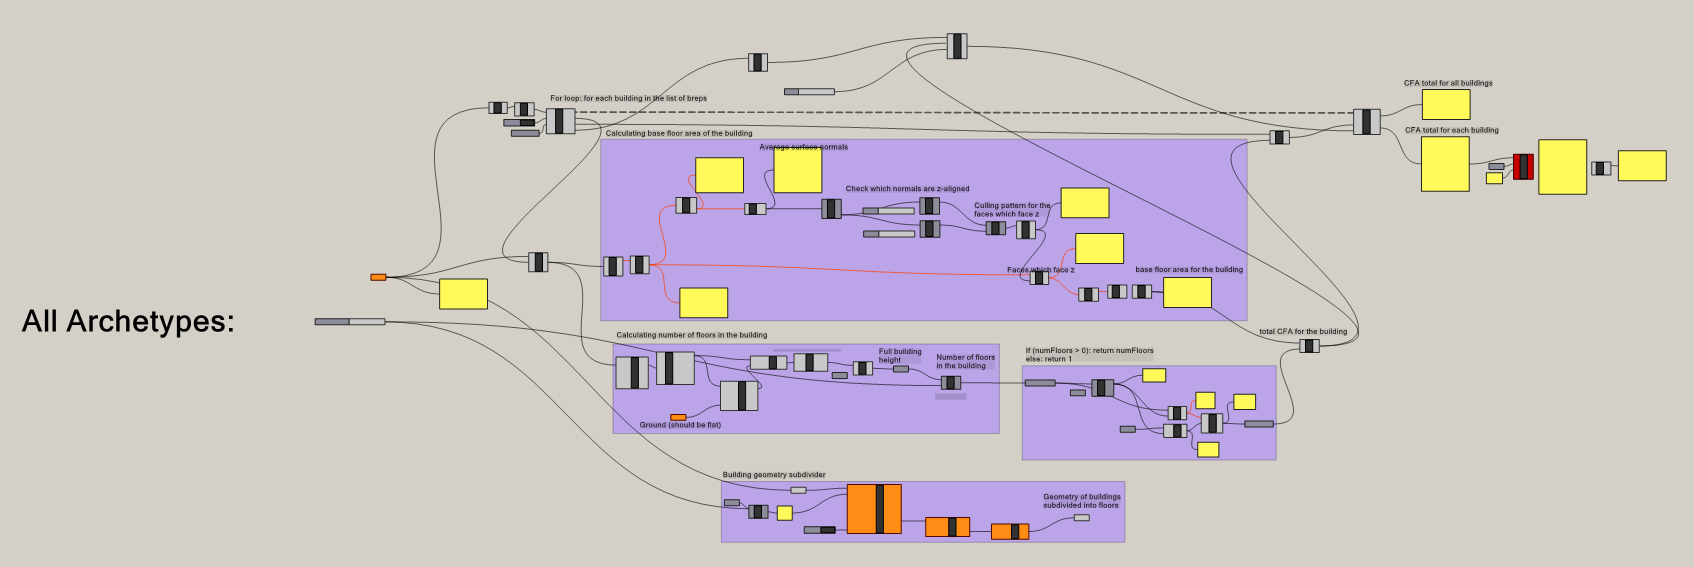 CFA total for all buildings
For loop: for each building in the list of breps
CFA total for each building
Calculating base floor area of the building
Average surface normals
Check which normals are z-aligned
Culling pattern for the
faces which face z
Faces which face z
base floor area for the building
All Archetypes:
total CFA for the building
Calculating number of floors in the building
Full building
height
Number of floors
in the building
If (numFloors > 0): return numFloors
else: return 1
Ground (should be flat)
Building geometry subdivider
Geometry of buildings
subdivided into floors